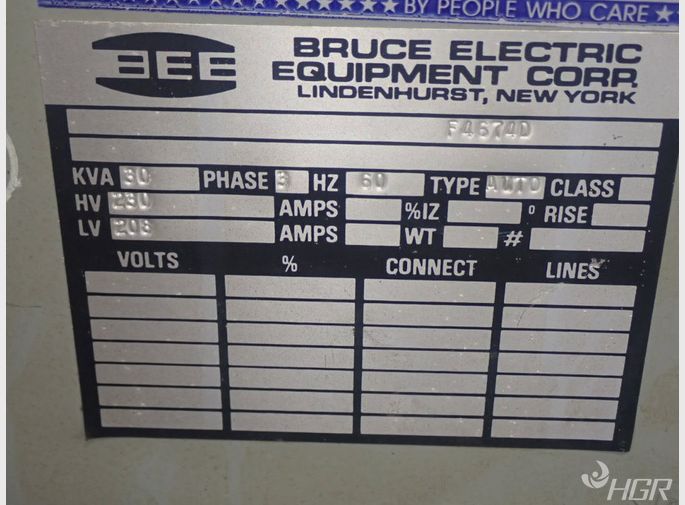 ★★★★★★★★★★★ BY PEOPLE WHO CARE ★
BEE BRUCE ELECTRIC
EQUIPMENT CORP.
LINDENHURST, NEW YORK
F4674D
KVA 30 PHASE 3 HZ 60 TYPE AUTO CLASS
HV 230 AMPS %IZ ° RISE
LV 208 AMPS WT #
VOLTS % CONNECT LINES
HGR